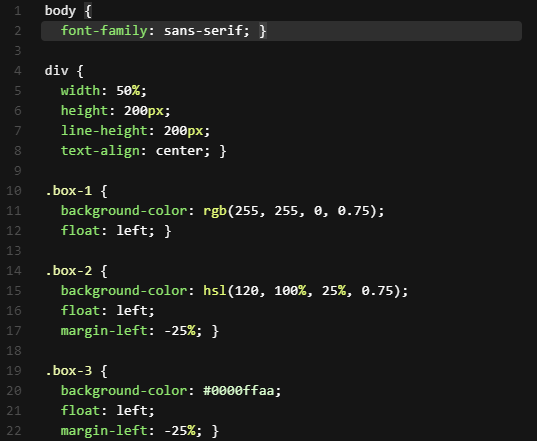 1 body {
2   font-family: sans-serif; }
3
4 div {
5   width: 50%;
6   height: 200px;
7   line-height: 200px;
8   text-align: center; }
9
10 .box-1 {
11   background-color: rgb(255, 255, 0, 0.75);
12   float: left; }
13
14 .box-2 {
15   background-color: hsl(120, 100%, 25%, 0.75);
16   float: left;
17   margin-left: -25%; }
18
19 .box-3 {
20   background-color: #0000ffaa;
21   float: left;
22   margin-left: -25%; }